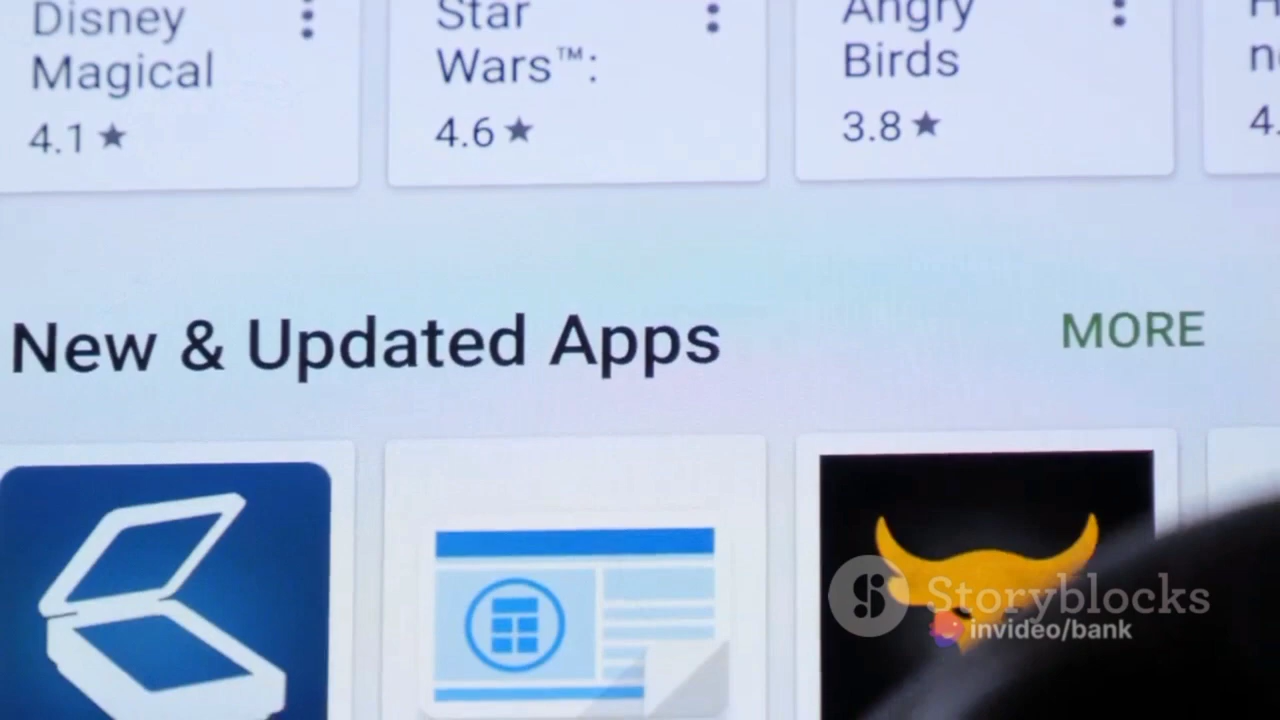 Disney
Magical
4.1 ★
Star
Wars™:
4.6 ★
Angry
Birds
3.8 ★
4.
New & Updated Apps
MORE
Storyblocks
invideo/bank